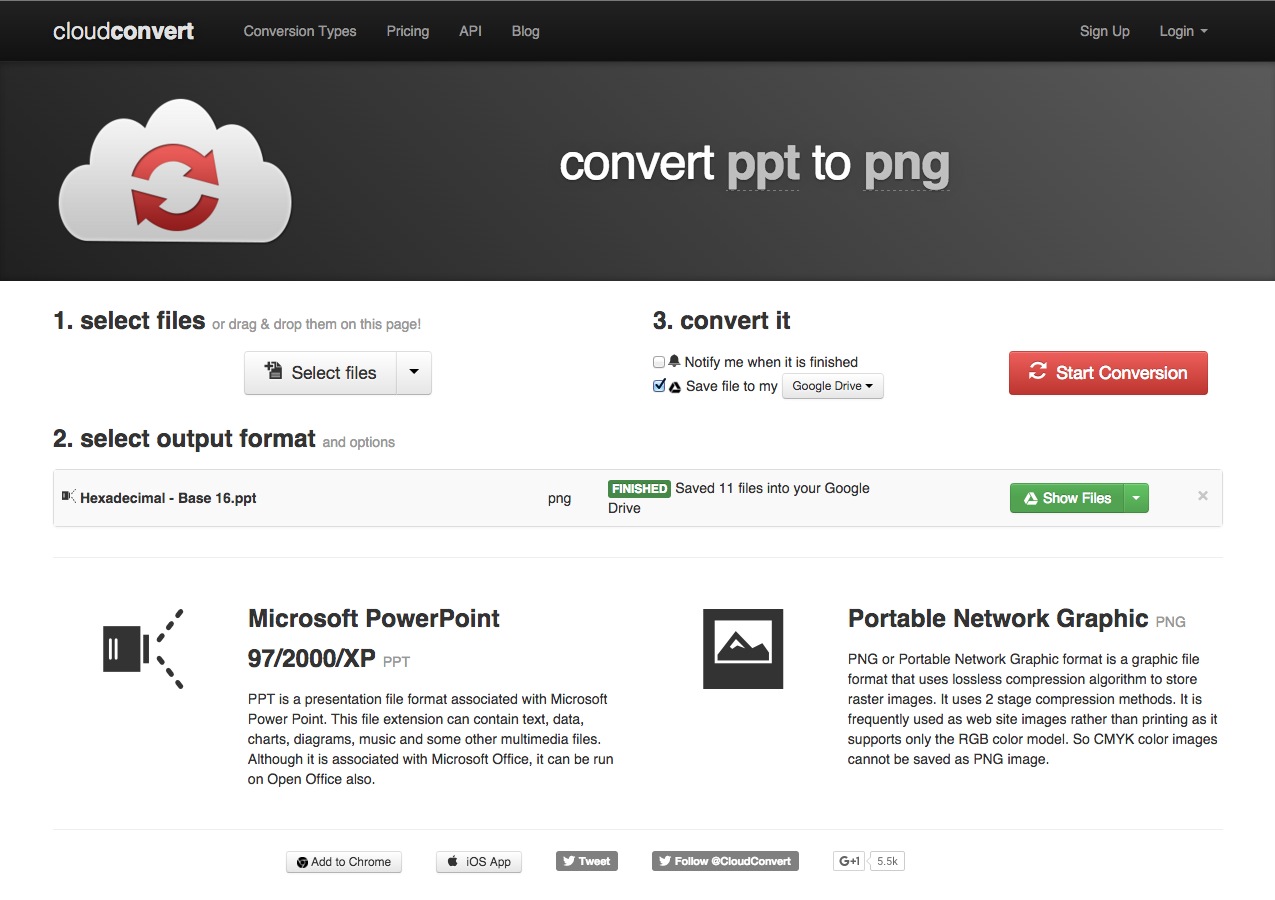 cloudconvert Conversion Types Pricing API Blog Sign Up Login
convert ppt to png
1. select files or drag & drop them on this page!
Select files
3. convert it
Notify me when it is finished
Save file to my Google Drive
Start Conversion
2. select output format and options
Hexadecimal - Base 16.ppt png FINISHED Saved 11 files into your Google
Drive
Show Files ×
Microsoft PowerPoint
97/2000/XP PPT
PPT is a presentation file format associated with Microsoft
Power Point. This file extension can contain text, data,
charts, diagrams, music and some other multimedia files.
Although it is associated with Microsoft Office, it can be run
on Open Office also.
Portable Network Graphic PNG
PNG or Portable Network Graphic format is a graphic file
format that uses lossless compression algorithm to store
raster images. It uses 2 stage compression methods. It is
frequently used as web site images rather than printing as it
supports only the RGB color model. So CMYK color images
cannot be saved as PNG image.
Add to Chrome iOS App Tweet Follow @CloudConvert G+1 5.5k